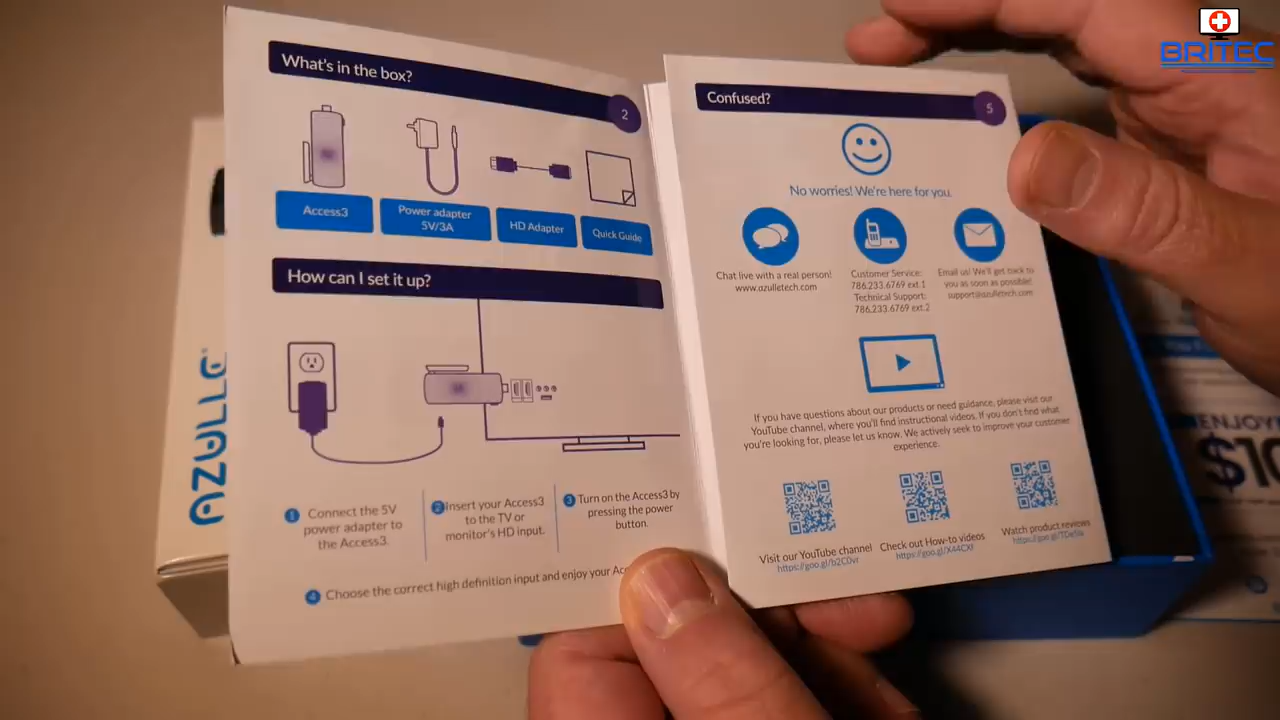 BRITEC
What's in the box?
2
Access3
Power adapter
5V/3A
HD Adapter
Quick Guide
How can I set it up?
1 Connect the 5V
power adapter to
the Access3.
2 Insert your Access3
to the TV or
monitor's HD input.
3 Turn on the Access3 by
pressing the power
button.
4 Choose the correct high definition input and enjoy your
Confused?
5
No worries! We're here for you.
Chat live with a real person!
www.azulletech.com
Customer Service:
786.233.6769 ext.1
Technical Support:
786.233.6769 ext.2
Email us! We'll get back to
you as soon as possible!
support@azulletech.com
If you have questions about our products or need guidance, please visit our
YouTube channel, where you'll find instructional videos. If you don't find what
you're looking for, please let us know. We actively seek to improve your customer
experience.
Visit our YouTube channel
https://goo.gl/b2C0vr
Check out How-to videos
https://goo.gl/X44CXf
Watch product reviews
AZULLE
ENJOY
$10